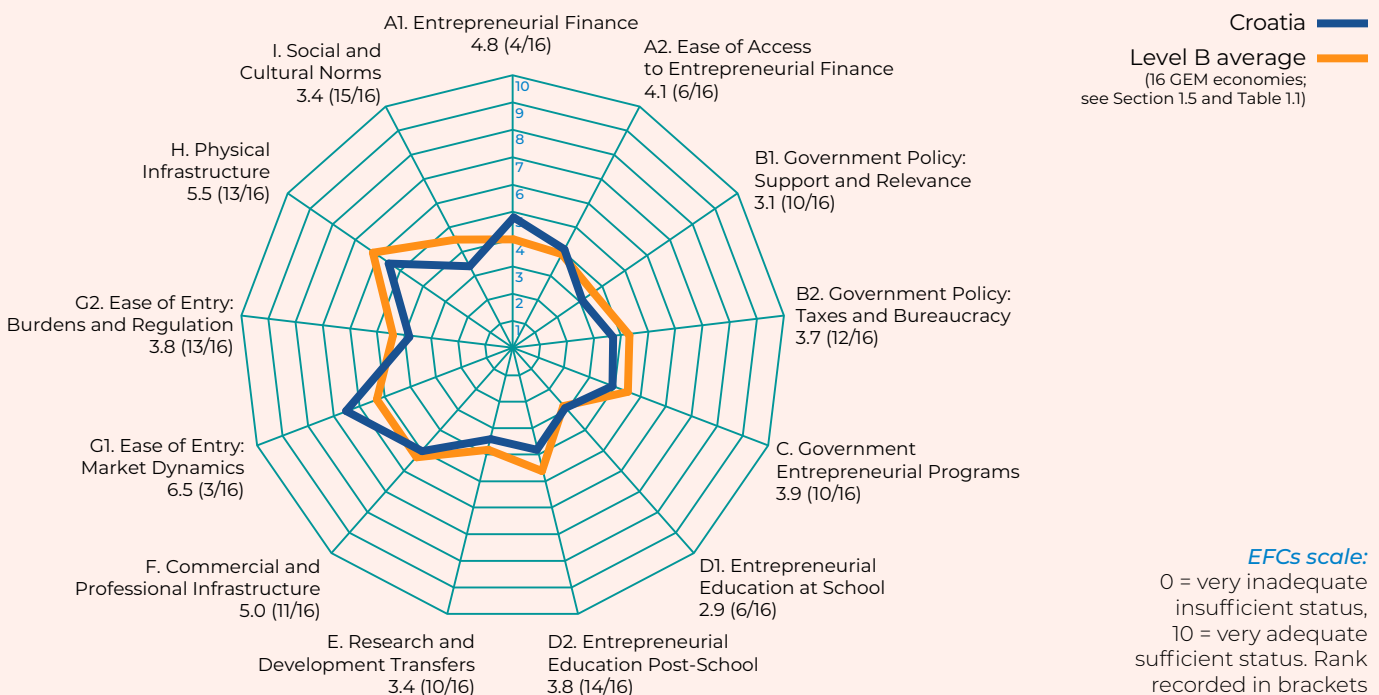 A1. Entrepreneurial Finance
4.8 (4/16)
A2. Ease of Access
to Entrepreneurial Finance
4.1 (6/16)
B1. Government Policy:
Support and Relevance
3.1 (10/16)
B2. Government Policy:
Taxes and Bureaucracy
3.7 (12/16)
C. Government
Entrepreneurial Programs
3.9 (10/16)
D1. Entrepreneurial
Education at School
2.9 (6/16)
D2. Entrepreneurial
Education Post-School
3.8 (14/16)
E. Research and
Development Transfers
3.4 (10/16)
F. Commercial and
Professional Infrastructure
5.0 (11/16)
G1. Ease of Entry:
Market Dynamics
6.5 (3/16)
G2. Ease of Entry:
Burdens and Regulation
3.8 (13/16)
H. Physical
Infrastructure
5.5 (13/16)
I. Social and
Cultural Norms
3.4 (15/16)
10
9
8
7
6
5
4
3
2
1
Croatia
Level B average
(16 GEM economies;
see Section 1.5 and Table 1.1)
EFCs scale:
0 = very inadequate
insufficient status,
10 = very adequate
sufficient status. Rank
recorded in brackets